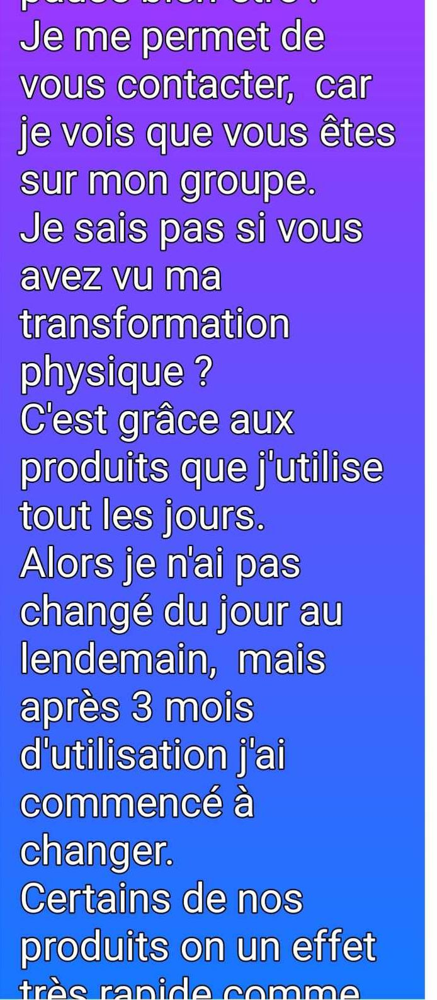 Je me permet de
vous contacter,  car
je vois que vous êtes
sur mon groupe.
Je sais pas si vous
avez vu ma
transformation
physique ?
C'est grâce aux
produits que j'utilise
tout les jours.
Alors je n'ai pas
changé du jour au
lendemain,  mais
après 3 mois
d'utilisation j'ai
commencé à
changer.
Certains de nos
produits on un effet
très rapide comme